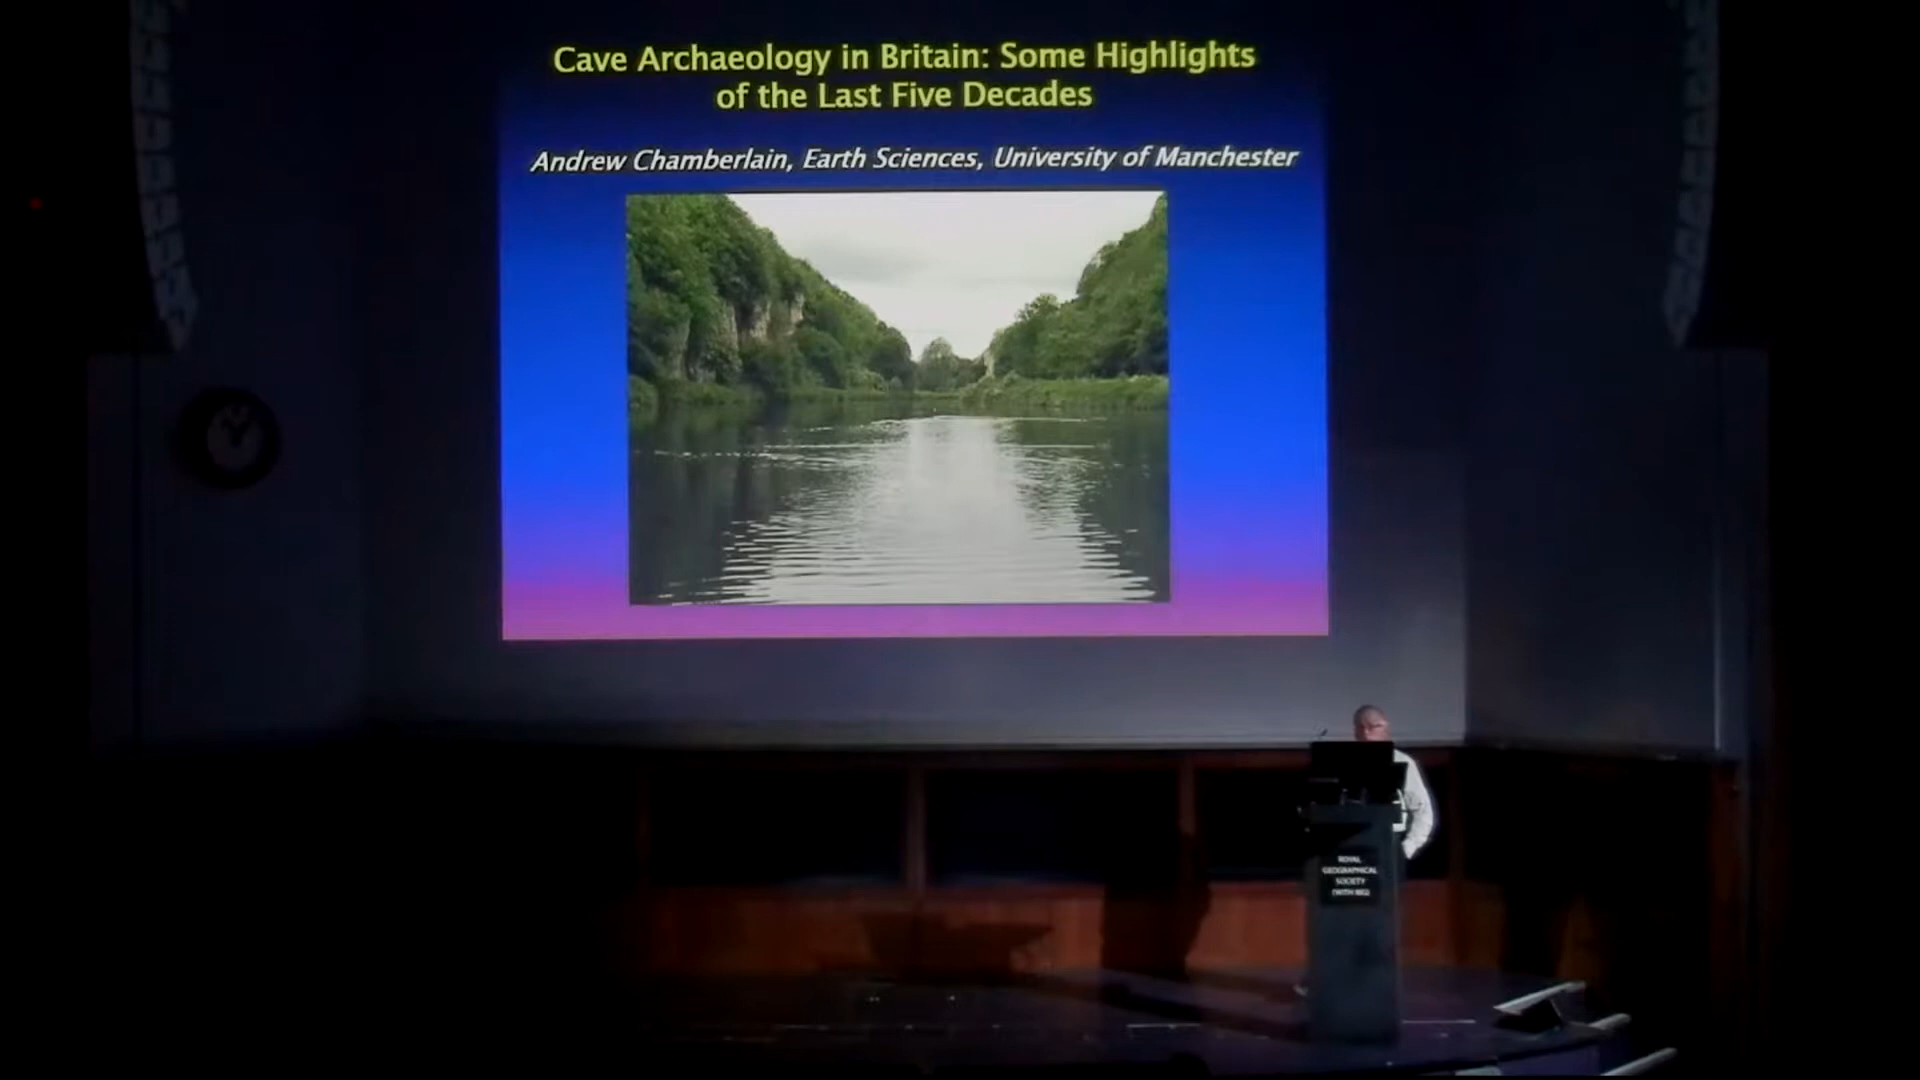 Cave Archaeology in Britain: Some Highlights
of the Last Five Decades
Andrew Chamberlain, Earth Sciences, University of Manchester
ROYAL
GEOGRAPHICAL
SOCIETY
(WITH IBG)